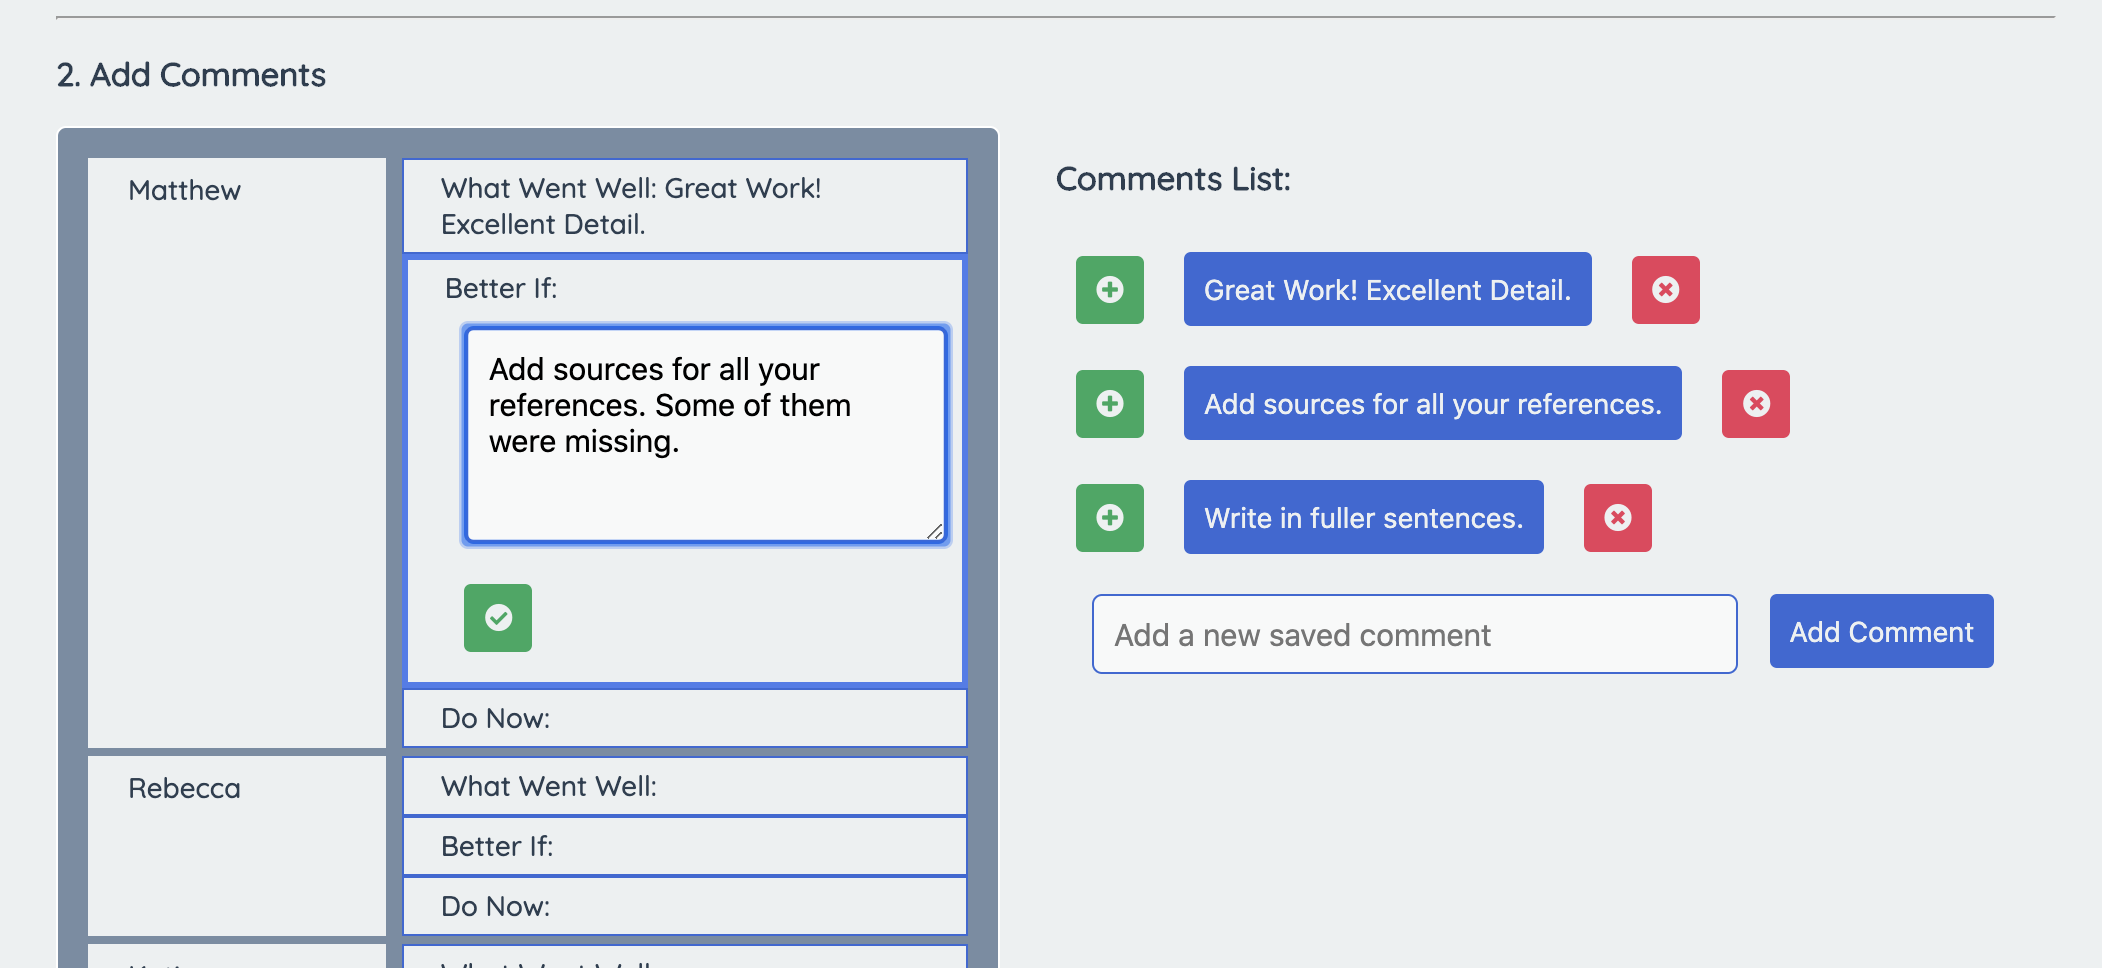 2. Add Comments
Matthew
What Went Well: Great Work!
Excellent Detail.
Better If:
Add sources for all your
references. Some of them
were missing.
Do Now:
Rebecca
What Went Well:
Better If:
Do Now:
Comments List:
Great Work! Excellent Detail.
Add sources for all your references.
Write in fuller sentences.
Add a new saved comment
Add Comment